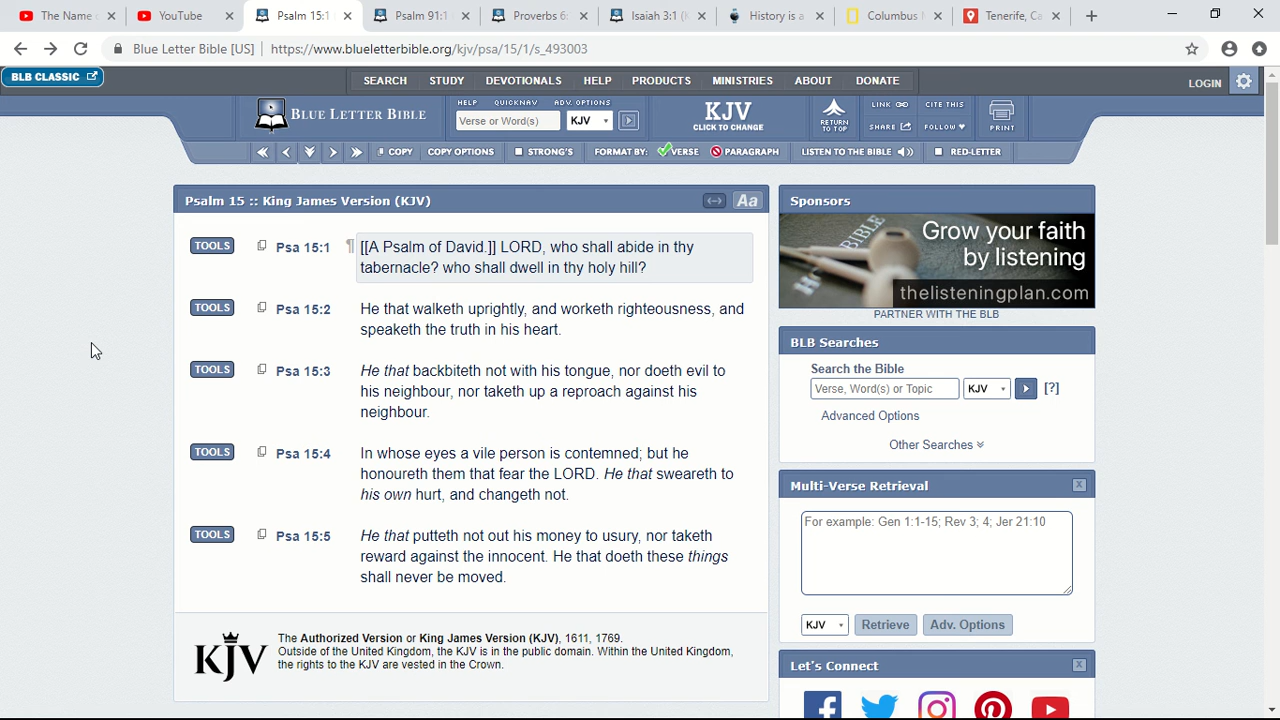 The Name
YouTube
Psalm 15:1
Psalm 91:1
Proverbs 6:
Isaiah 3:1 (
History is a
Columbus
Tenerife, Ca
Blue Letter Bible [US]
https://www.blueletterbible.org/kjv/psa/15/1/s_493003
BLB CLASSIC
SEARCH STUDY DEVOTIONALS HELP PRODUCTS MINISTRIES ABOUT DONATE
LOGIN
BLUE LETTER BIBLE
HELP QUICKNAV ADV. OPTIONS
Verse or Word(s) KJV
KJV
CLICK TO CHANGE
RETURN
TO TOP
LINK CITE THIS
SHARE FOLLOW
PRINT
COPY COPY OPTIONS STRONG'S FORMAT BY: VERSE PARAGRAPH LISTEN TO THE BIBLE RED-LETTER
Psalm 15 :: King James Version (KJV)
Aa
TOOLS Psa 15:1 ¶ [[A Psalm of David.]] LORD, who shall abide in thy
tabernacle? who shall dwell in thy holy hill?
TOOLS Psa 15:2 He that walketh uprightly, and worketh righteousness, and
speaketh the truth in his heart.
TOOLS Psa 15:3 He that backbiteth not with his tongue, nor doeth evil to
his neighbour, nor taketh up a reproach against his
neighbour.
TOOLS Psa 15:4 In whose eyes a vile person is contemned; but he
honoureth them that fear the LORD. He that sweareth to
his own hurt, and changeth not.
TOOLS Psa 15:5 He that putteth not out his money to usury, nor taketh
reward against the innocent. He that doeth these things
shall never be moved.
KJV
The Authorized Version or King James Version (KJV), 1611, 1769.
Outside of the United Kingdom, the KJV is in the public domain. Within the United Kingdom,
the rights to the KJV are vested in the Crown.
Sponsors
BIBLE
Grow your faith
by listening
thelisteningplan.com
PARTNER WITH THE BLB
BLB Searches
Search the Bible
Verse, Word(s) or Topic KJV [?]
Advanced Options
Other Searches
Multi-Verse Retrieval X
For example: Gen 1:1-15; Rev 3; 4; Jer 21:10
KJV Retrieve Adv. Options
Let's Connect X